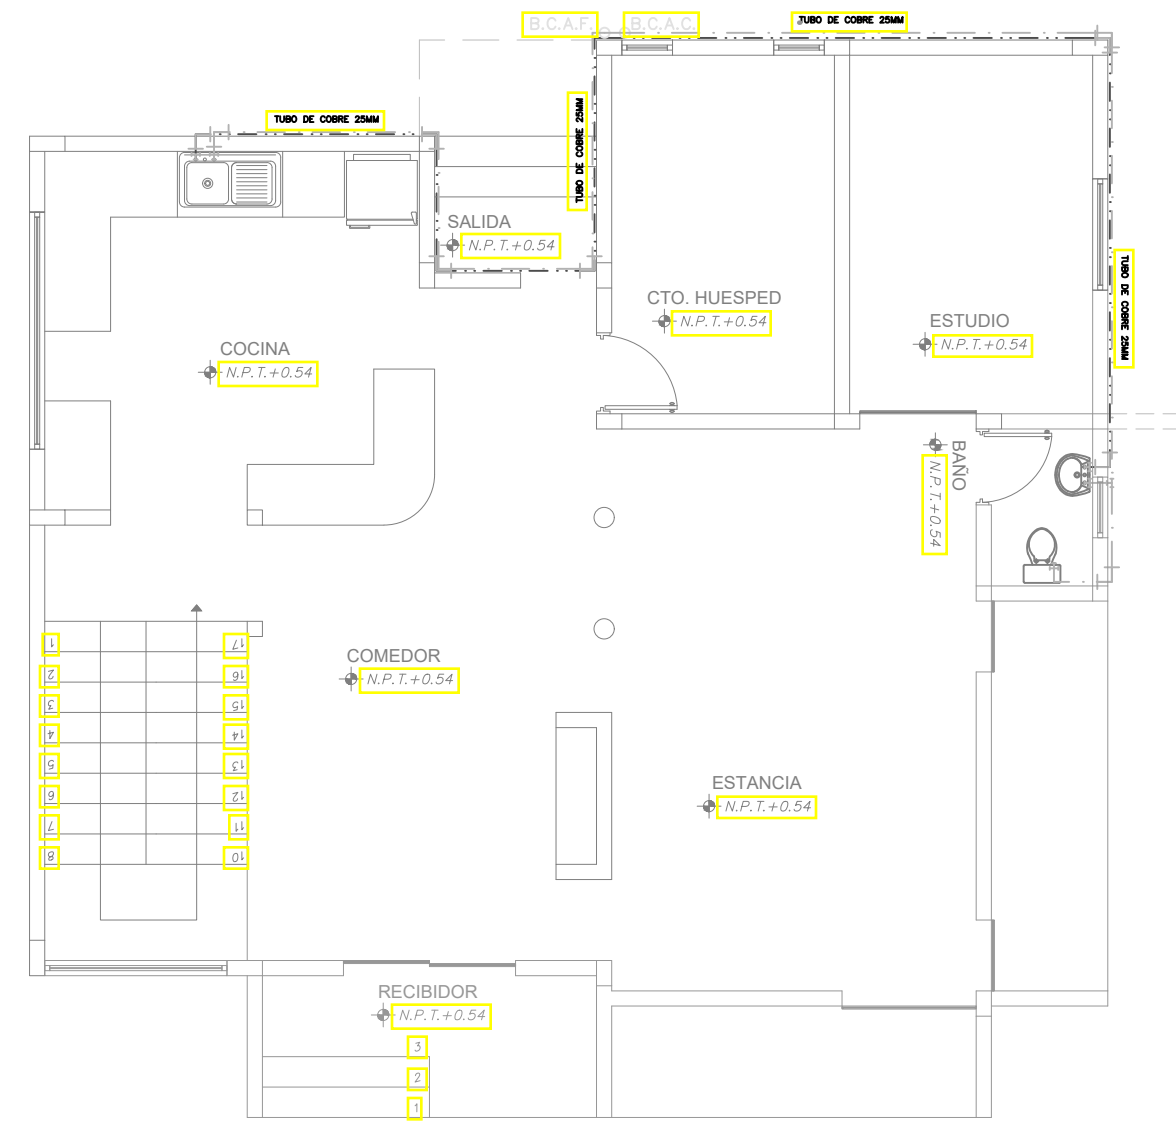 B.C.A.F.
B.C.A.C.
TUBO DE COBRE 25MM
TUBO DE COBRE 25MM
TUBO DE COBRE 25MM
SALIDA
N.P.T.+0.54
TUBO DE COBRE 25MM
CTO. HUESPED
N.P.T.+0.54
ESTUDIO
N.P.T.+0.54
COCINA
N.P.T.+0.54
BAÑO
N.P.T.+0.54
1
17
2
16
3
15
4
14
5
13
6
12
7
11
8
10
COMEDOR
N.P.T.+0.54
ESTANCIA
N.P.T.+0.54
RECIBIDOR
N.P.T.+0.54
3
2
1